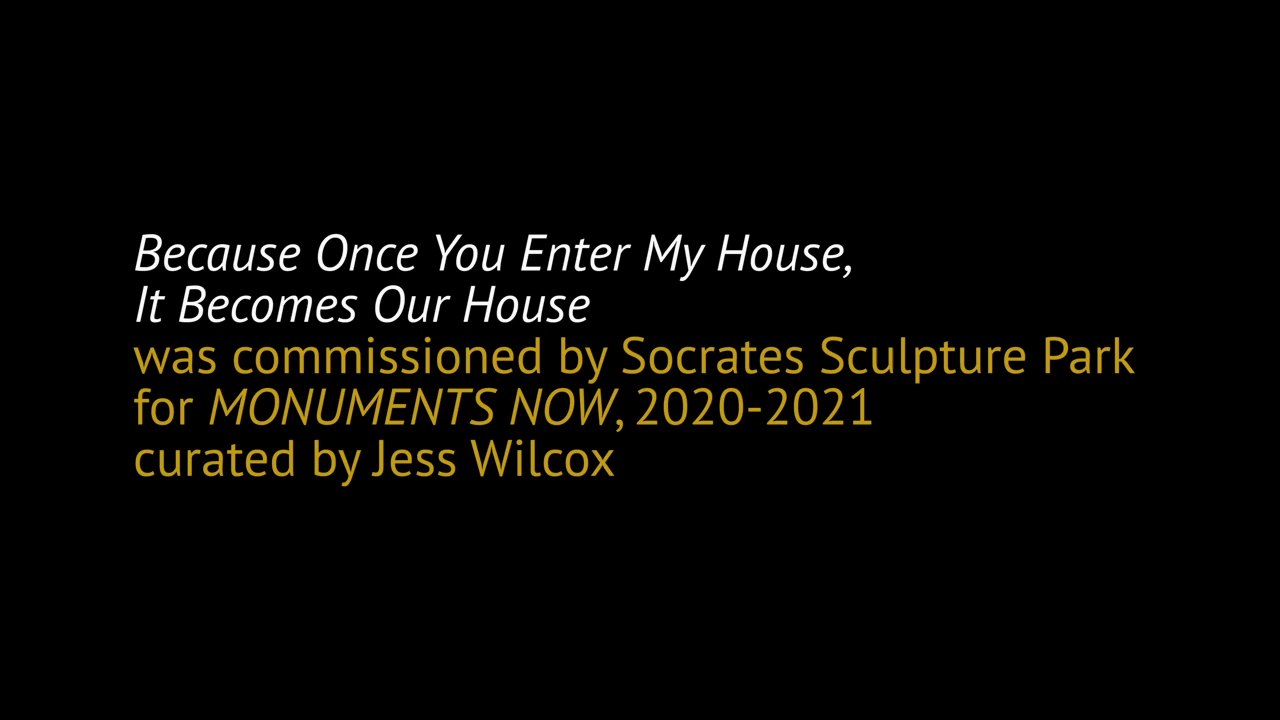 Because Once You Enter My House,
It Becomes Our House
was commissioned by Socrates Sculpture Park
for MONUMENTS NOW, 2020-2021
curated by Jess Wilcox